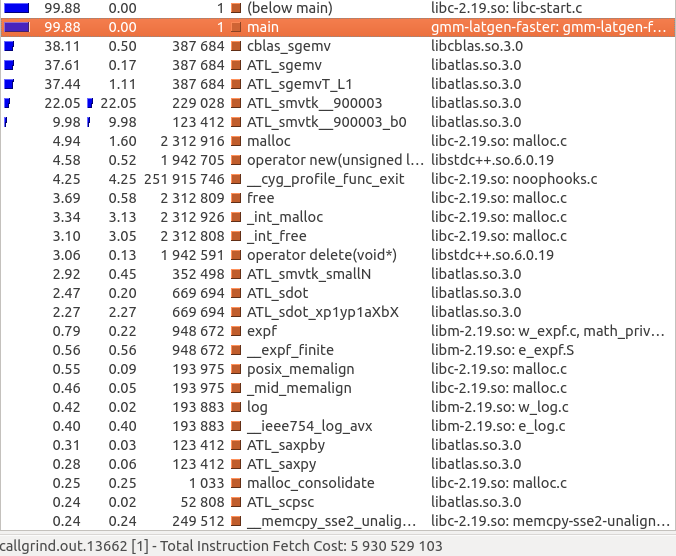 99.88 0.00 1 (below main) libc-2.19.so: libc-start.c
99.88 0.00 1 main gmm-latgen-faster: gmm-latgen-f...
38.11 0.50 387 684 cblas_sgemv libcblas.so.3.0
37.61 0.17 387 684 ATL_sgemv libatlas.so.3.0
37.44 1.11 387 684 ATL_sgemvT_L1 libatlas.so.3.0
22.05 22.05 229 028 ATL_smvtk__900003 libatlas.so.3.0
9.98 9.98 123 412 ATL_smvtk__900003_b0 libatlas.so.3.0
4.94 1.60 2 312 916 malloc libc-2.19.so: malloc.c
4.58 0.52 1 942 705 operator new(unsigned l... libstdc++.so.6.0.19
4.25 4.25 251 915 746 __cyg_profile_func_exit libc-2.19.so: noophooks.c
3.69 0.58 2 312 809 free libc-2.19.so: malloc.c
3.34 3.13 2 312 926 _int_malloc libc-2.19.so: malloc.c
3.10 3.05 2 312 808 _int_free libc-2.19.so: malloc.c
3.06 0.13 1 942 591 operator delete(void*) libstdc++.so.6.0.19
2.92 0.45 352 498 ATL_smvtk_smallN libatlas.so.3.0
2.47 0.20 669 694 ATL_sdot libatlas.so.3.0
2.27 2.27 669 694 ATL_sdot_xp1yp1aXbX libatlas.so.3.0
0.79 0.22 948 672 expf libm-2.19.so: w_expf.c, math_priv...
0.56 0.56 948 672 __expf_finite libm-2.19.so: e_expf.S
0.55 0.09 193 975 posix_memalign libc-2.19.so: malloc.c
0.46 0.05 193 975 _mid_memalign libc-2.19.so: malloc.c
0.42 0.02 193 883 log libm-2.19.so: w_log.c
0.40 0.40 193 883 __ieee754_log_avx libm-2.19.so: e_log.c
0.31 0.03 123 412 ATL_saxpby libatlas.so.3.0
0.28 0.06 123 412 ATL_saxpy libatlas.so.3.0
0.25 0.25 1 033 malloc_consolidate libc-2.19.so: malloc.c
0.24 0.02 52 808 ATL_scpsc libatlas.so.3.0
0.24 0.24 249 512 __memcpy_sse2_unalig... libc-2.19.so: memcpy-sse2-unalign...
callgrind.out.13662 [1] - Total Instruction Fetch Cost: 5 930 529 103